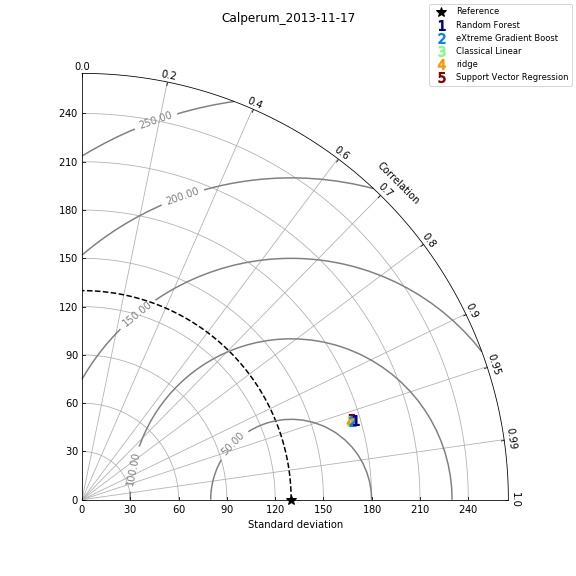 Calperum_2013-11-17
Reference
1 Random Forest
2 eXtreme Gradient Boost
3 Classical Linear
4 ridge
5 Support Vector Regression
0.0
0.2
0.4
0.6
0.7
0.8
0.9
0.95
0.99
1.0
Correlation
240
210
180
150
120
90
60
30
0
250.00
200.00
150.00
100.00
50.00
1
0 30 60 90 120 150 180 210 240
Standard deviation